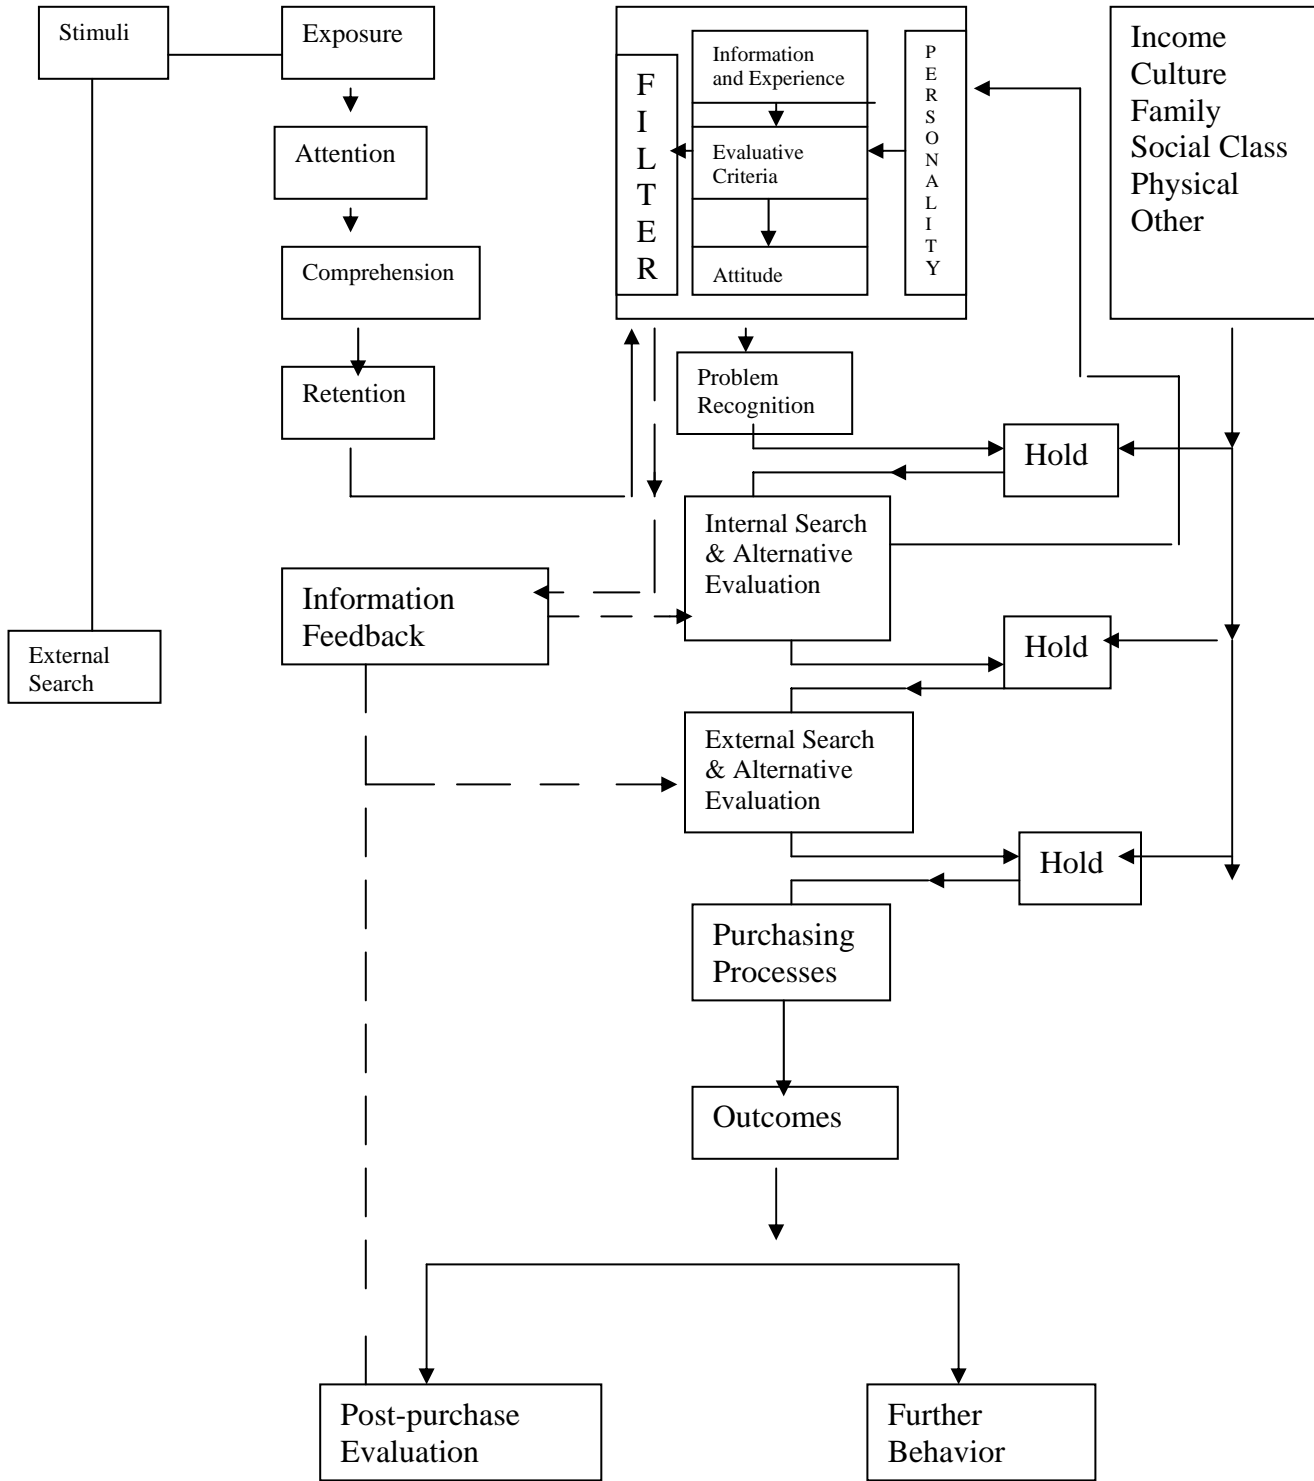 Stimuli
Exposure
Attention
Comprehension
Retention
FILTER
Information
and Experience
Evaluative
Criteria
Attitude
PERSONALITY
Income
Culture
Family
Social Class
Physical
Other
Problem
Recognition
Hold
Internal Search
& Alternative
Evaluation
Information
Feedback
External
Search
Hold
External Search
& Alternative
Evaluation
Hold
Purchasing
Processes
Outcomes
Post-purchase
Evaluation
Further
Behavior